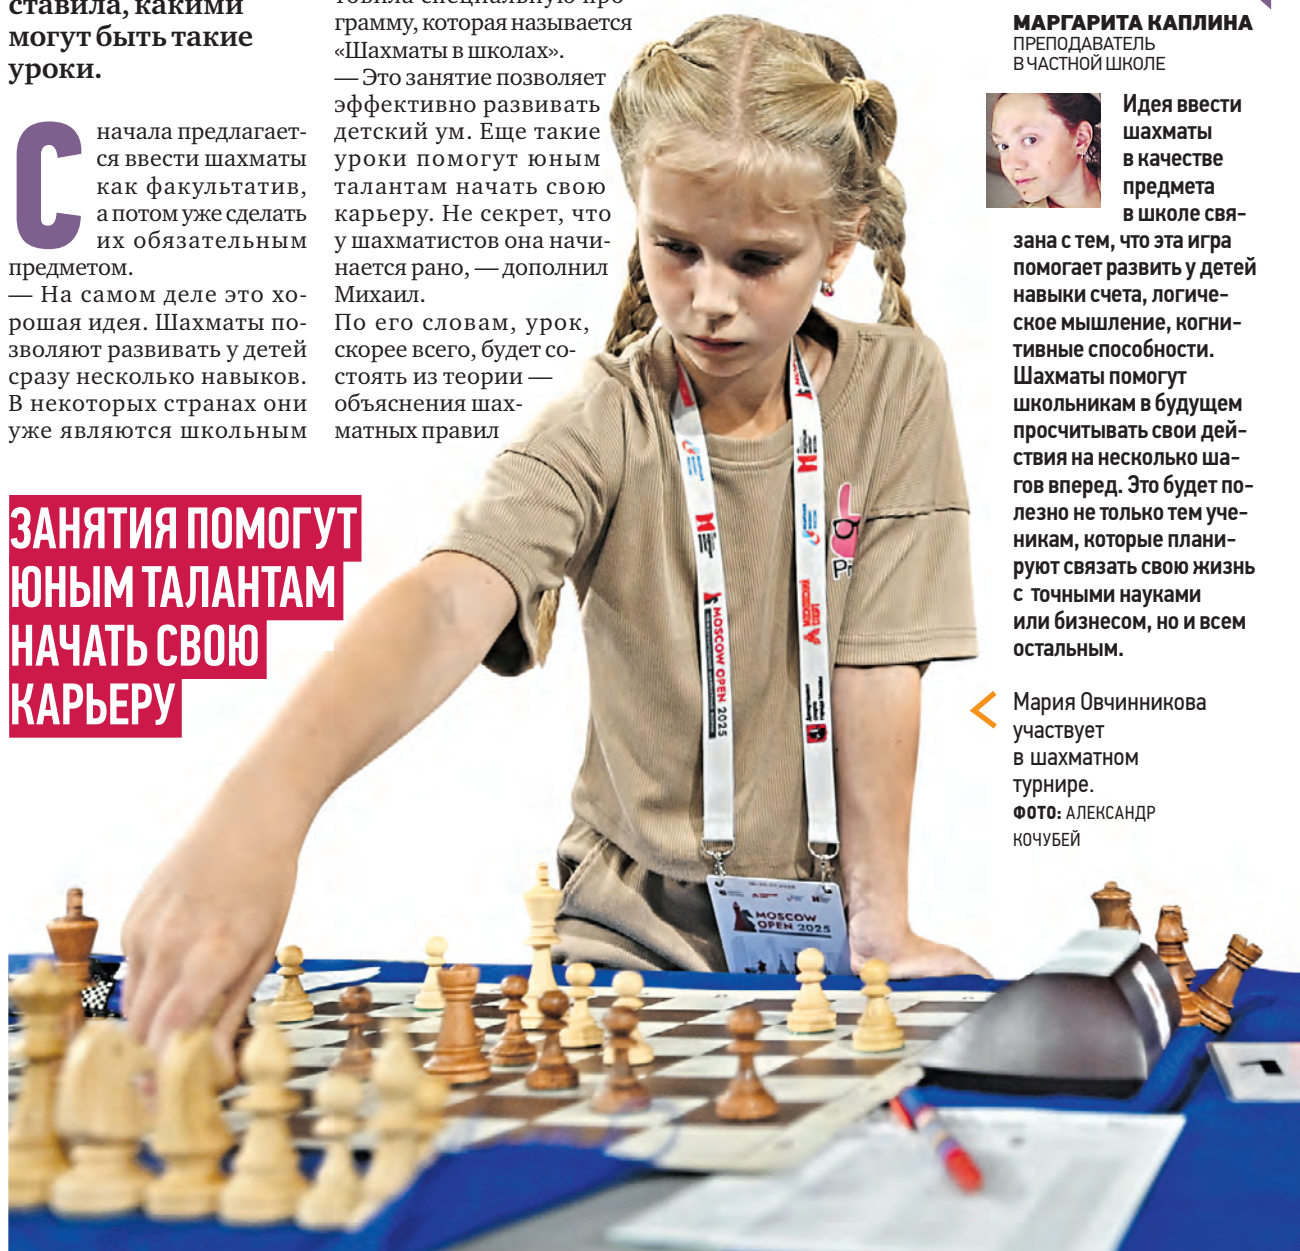 ставила, какими
могут быть такие
уроки.
Сначала предлагает-
ся ввести шахматы
как факультатив,
а потом уже сделать
их обязательным
предметом.
— На самом деле это хо-
рошая идея. Шахматы по-
зволяют развивать у детей
сразу несколько навыков.
В некоторых странах они
уже являются школьным
товила специальную про-
грамму, которая называется
«Шахматы в школах».
— Это занятие позволяет
эффективно развивать
детский ум. Еще такие
уроки помогут юным
талантам начать свою
карьеру. Не секрет, что
у шахматистов она начи-
нается рано, — дополнил
Михаил.
По его словам, урок,
скорее всего, будет со-
стоять из теории —
объяснения шах-
матных правил
ЗАНЯТИЯ ПОМОГУТ
ЮНЫМ ТАЛАНТАМ
НАЧАТЬ СВОЮ
КАРЬЕРУ
МАРГАРИТА КАПЛИНА
ПРЕПОДАВАТЕЛЬ
В ЧАСТНОЙ ШКОЛЕ
Идея ввести
шахматы
в качестве
предмета
в школе свя-
зана с тем, что эта игра
помогает развить у детей
навыки счета, логиче-
ское мышление, когни-
тивные способности.
Шахматы помогут
школьникам в будущем
просчитывать свои дей-
ствия на несколько ша-
гов вперед. Это будет по-
лезно не только тем уче-
никам, которые плани-
руют связать свою жизнь
с точными науками
или бизнесом, но и всем
остальным.
Мария Овчинникова
участвует
в шахматном
турнире.
ФОТО: АЛЕКСАНДР
КОЧУБЕЙ
MOSCOW OPEN 2025
MOSCOW
OPEN 2025